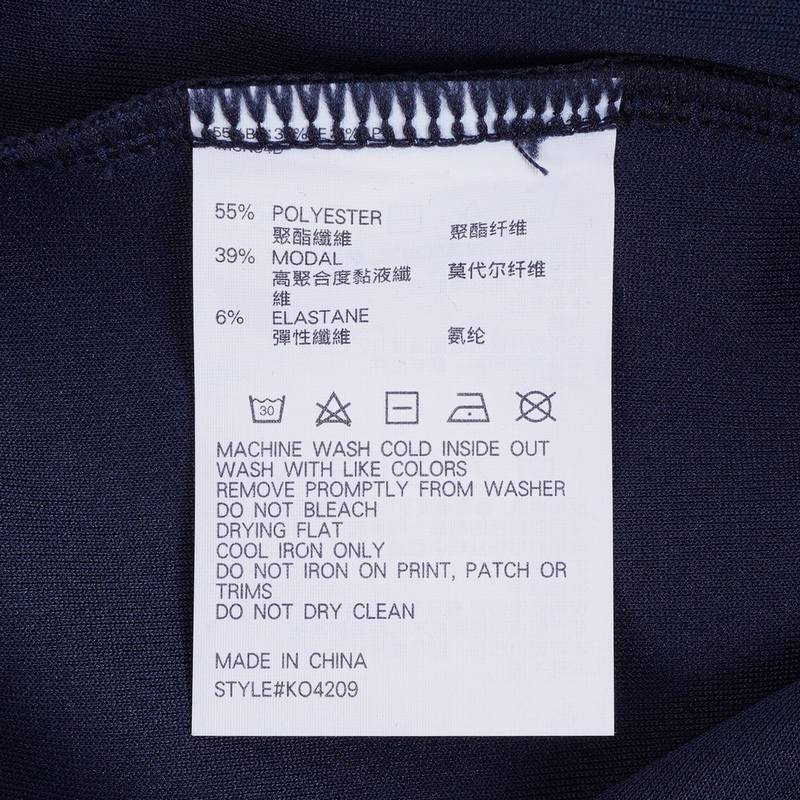 55% POLYESTER
聚酯纖維 聚酯纤维
39% MODAL
高聚合度黏液纖 莫代尔纤维
維
6% ELASTANE
彈性纖維 氨纶
30
MACHINE WASH COLD INSIDE OUT
WASH WITH LIKE COLORS
REMOVE PROMPTLY FROM WASHER
DO NOT BLEACH
DRYING FLAT
COOL IRON ONLY
DO NOT IRON ON PRINT, PATCH OR
TRIMS
DO NOT DRY CLEAN
MADE IN CHINA
STYLE#KO4209